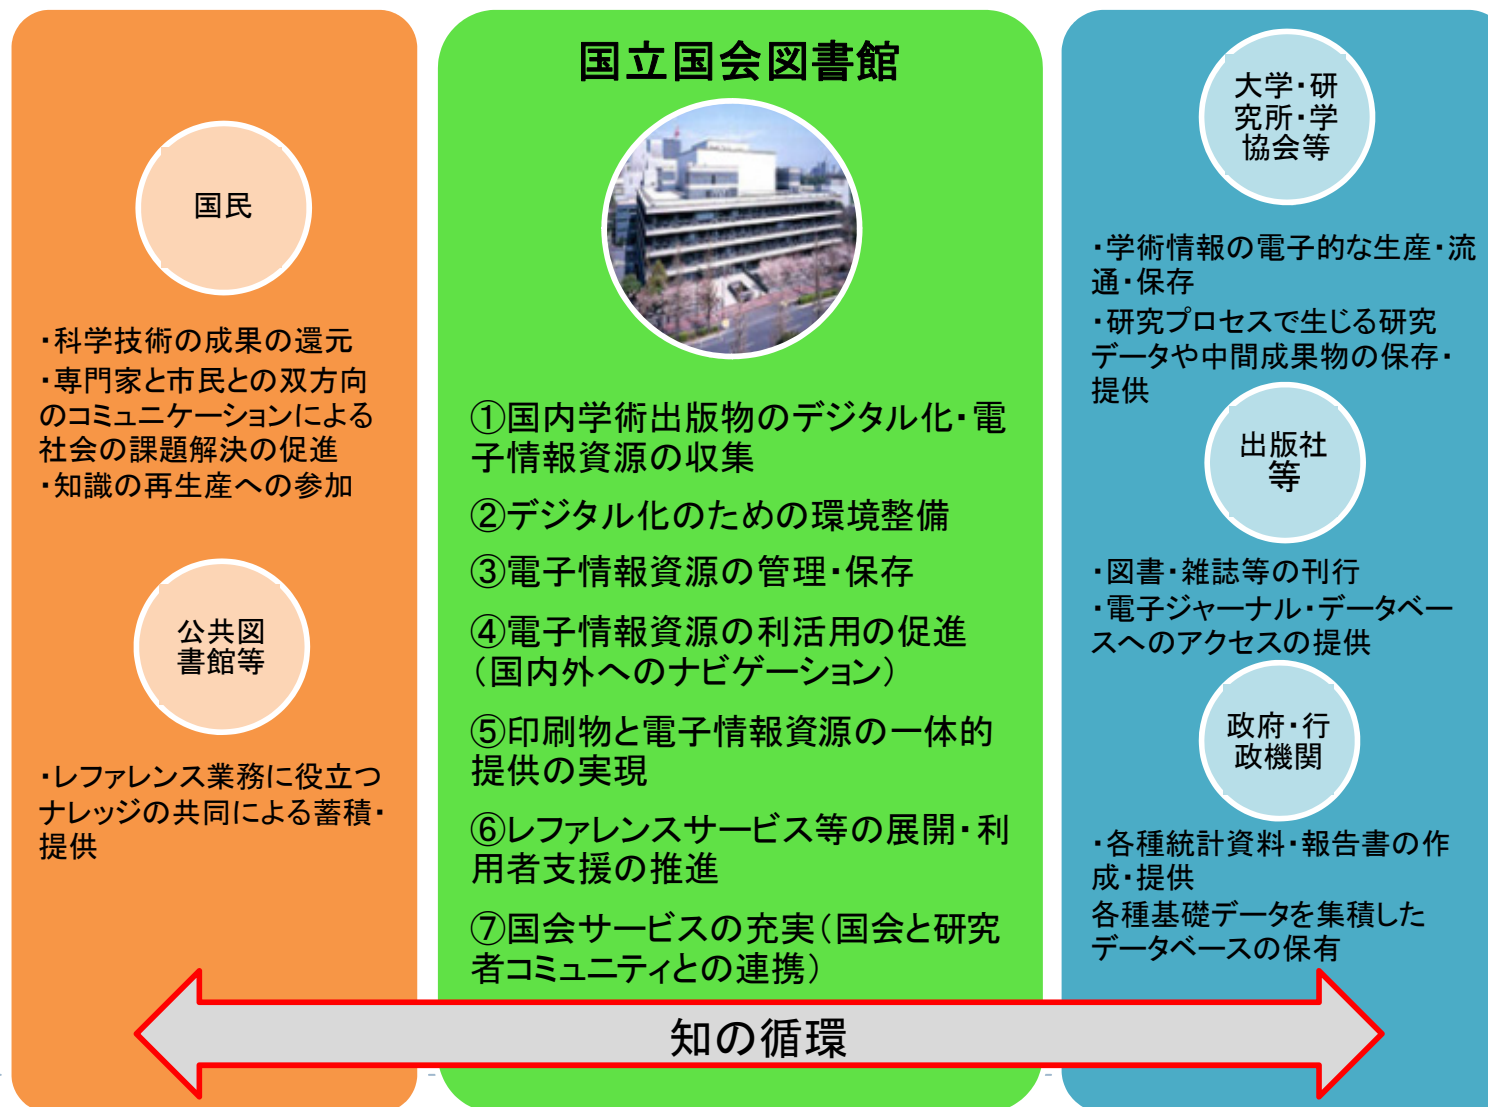 国民
・科学技術の成果の還元
・専門家と市民との双方向
のコミュニケーションによる
社会の課題解決の促進
・知識の再生産への参加
公共図
書館等
・レファレンス業務に役立つ
ナレッジの共同による蓄積・
提供
国立国会図書館
①国内学術出版物のデジタル化・電
子情報資源の収集
②デジタル化のための環境整備
③電子情報資源の管理・保存
④電子情報資源の利活用の促進
（国内外へのナビゲーション）
⑤印刷物と電子情報資源の一体的
提供の実現
⑥レファレンスサービス等の展開・利
用者支援の推進
⑦国会サービスの充実（国会と研究
者コミュニティとの連携）
大学・研
究所・学
協会等
・学術情報の電子的な生産・流
通・保存
・研究プロセスで生じる研究
データや中間成果物の保存・
提供
出版社
等
・図書・雑誌等の刊行
・電子ジャーナル・データベー
スへのアクセスの提供
政府・行
政機関
・各種統計資料・報告書の作
成・提供
各種基礎データを集積した
データベースの保有
知の循環